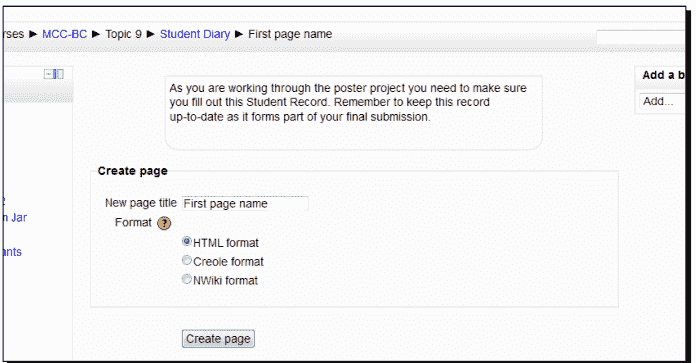 rses ► MCC-BC ► Topic 9 ► Student Diary ► First page name
As you are working through the poster project you need to make sure
you fill out this Student Record. Remember to keep this record
up-to-date as it forms part of your final submission.
Add a b
Add...
Create page
New page title First page name
Format ?
HTML format
Creole format
NWiki format
n Jar
ants
Create page